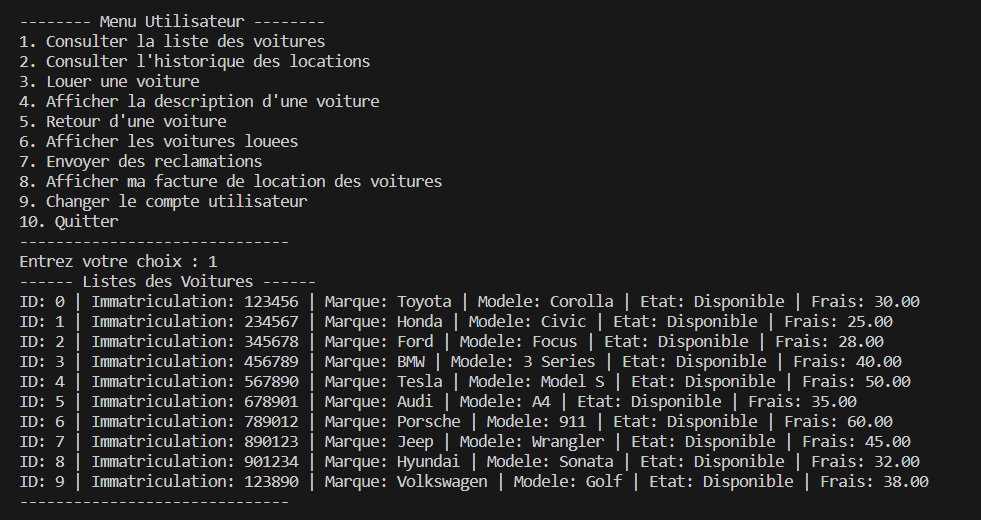 -------- Menu Utilisateur --------
1. Consulter la liste des voitures
2. Consulter l'historique des locations
3. Louer une voiture
4. Afficher la description d'une voiture
5. Retour d'une voiture
6. Afficher les voitures louees
7. Envoyer des reclamations
8. Afficher ma facture de location des voitures
9. Changer le compte utilisateur
10. Quitter
------------------------------
Entrez votre choix : 1
------ Listes des Voitures ------
ID: 0 | Immatriculation: 123456 | Marque: Toyota | Modele: Corolla | Etat: Disponible | Frais: 30.00
ID: 1 | Immatriculation: 234567 | Marque: Honda | Modele: Civic | Etat: Disponible | Frais: 25.00
ID: 2 | Immatriculation: 345678 | Marque: Ford | Modele: Focus | Etat: Disponible | Frais: 28.00
ID: 3 | Immatriculation: 456789 | Marque: BMW | Modele: 3 Series | Etat: Disponible | Frais: 40.00
ID: 4 | Immatriculation: 567890 | Marque: Tesla | Modele: Model S | Etat: Disponible | Frais: 50.00
ID: 5 | Immatriculation: 678901 | Marque: Audi | Modele: A4 | Etat: Disponible | Frais: 35.00
ID: 6 | Immatriculation: 789012 | Marque: Porsche | Modele: 911 | Etat: Disponible | Frais: 60.00
ID: 7 | Immatriculation: 890123 | Marque: Jeep | Modele: Wrangler | Etat: Disponible | Frais: 45.00
ID: 8 | Immatriculation: 901234 | Marque: Hyundai | Modele: Sonata | Etat: Disponible | Frais: 32.00
ID: 9 | Immatriculation: 123890 | Marque: Volkswagen | Modele: Golf | Etat: Disponible | Frais: 38.00
------------------------------